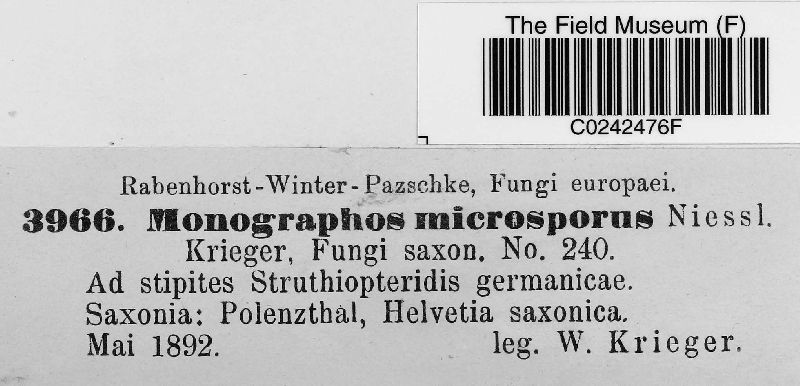 The Field Museum (F)
C0242476F
Rabenhorst-Winter-Pazschke, Fungi europaei.
3966. Monographos microsporus Niessl.
Krieger, Fungi saxon. No. 240.
Ad stipites Struthiopteridis germanicae.
Saxonia: Polenzthal, Helvetia saxonica.
Mai 1892. leg. W. Krieger.